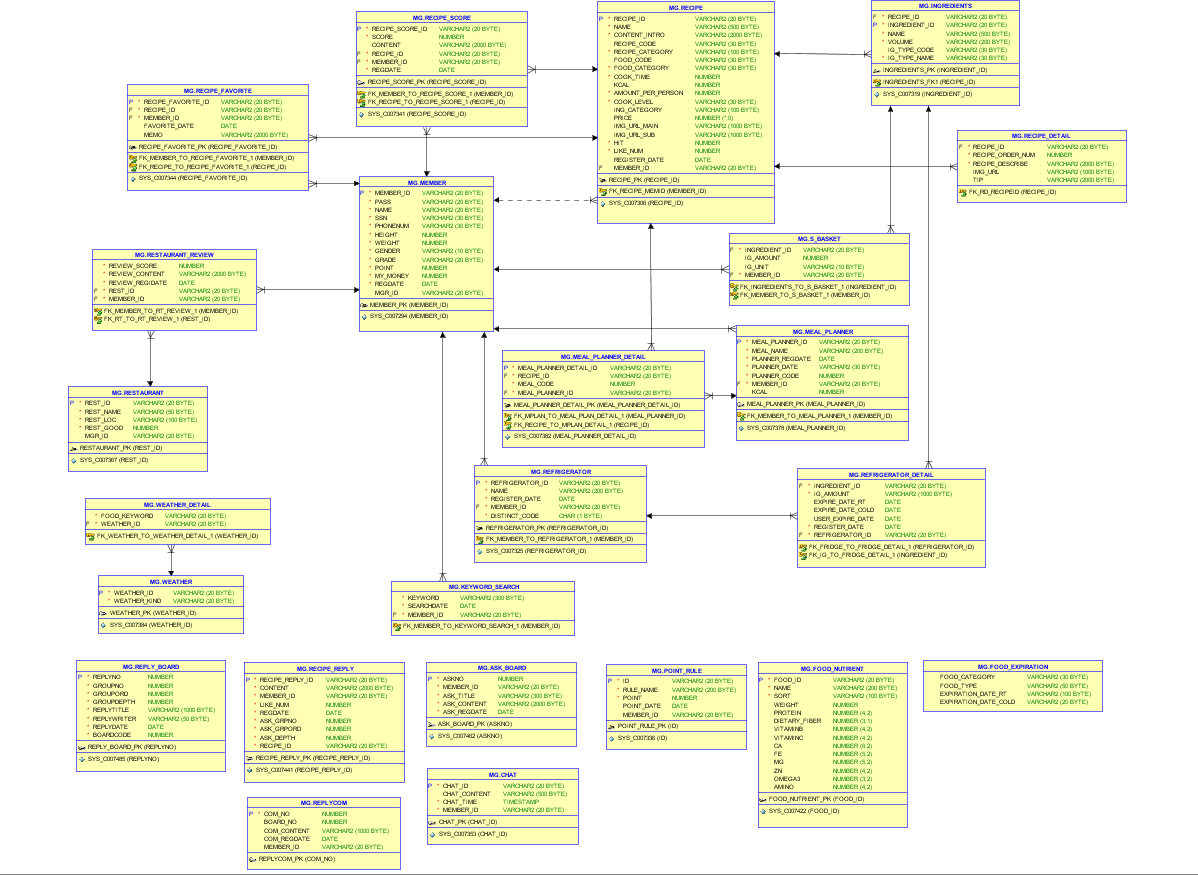 MG.RECIPE_SCORE
P * RECIPE_SCORE_ID VARCHAR2 (20 BYTE)
* SCORE NUMBER
CONTENT VARCHAR2 (2000 BYTE)
F * RECIPE_ID VARCHAR2 (20 BYTE)
F * MEMBER_ID VARCHAR2 (20 BYTE)
* REGDATE DATE
RECIPE_SCORE_PK (RECIPE_SCORE_ID)
FK_MEMBER_TO_RECIPE_SCORE_1 (MEMBER_ID)
FK_RECIPE_TO_RECIPE_SCORE_1 (RECIPE_ID)
SYS_C007341 (RECIPE_SCORE_ID)
MG.RECIPE
P * RECIPE_ID VARCHAR2 (20 BYTE)
* NAME VARCHAR2 (500 BYTE)
* CONTENT_INTRO VARCHAR2 (2000 BYTE)
RECIPE_CODE VARCHAR2 (30 BYTE)
* RECIPE_CATEGORY VARCHAR2 (100 BYTE)
FOOD_CODE VARCHAR2 (30 BYTE)
* FOOD_CATEGORY VARCHAR2 (30 BYTE)
* COOK_TIME NUMBER
KCAL NUMBER
* AMOUNT_PER_PERSON NUMBER
* COOK_LEVEL VARCHAR2 (30 BYTE)
ING_CATEGORY VARCHAR2 (100 BYTE)
PRICE NUMBER (*,0)
* IMG_URL_MAIN VARCHAR2 (1000 BYTE)
IMG_URL_SUB VARCHAR2 (1000 BYTE)
* HIT NUMBER
* LIKE_NUM NUMBER
REGISTER_DATE DATE
F MEMBER_ID VARCHAR2 (20 BYTE)
RECIPE_PK (RECIPE_ID)
FK_RECIPE_MEMID (MEMBER_ID)
SYS_C007306 (RECIPE_ID)
MG.INGREDIENTS
F * RECIPE_ID VARCHAR2 (20 BYTE)
P * INGREDIENT_ID VARCHAR2 (20 BYTE)
* NAME VARCHAR2 (500 BYTE)
* VOLUME VARCHAR2 (200 BYTE)
* IG_TYPE_CODE VARCHAR2 (30 BYTE)
* IG_TYPE_NAME VARCHAR2 (30 BYTE)
INGREDIENTS_PK (INGREDIENT_ID)
INGREDIENTS_FK1 (RECIPE_ID)
SYS_C007319 (INGREDIENT_ID)
MG.RECIPE_FAVORITE
P * RECIPE_FAVORITE_ID VARCHAR2 (20 BYTE)
F * RECIPE_ID VARCHAR2 (20 BYTE)
F * MEMBER_ID VARCHAR2 (20 BYTE)
FAVORITE_DATE DATE
MEMO VARCHAR2 (2000 BYTE)
RECIPE_FAVORITE_PK (RECIPE_FAVORITE_ID)
FK_MEMBER_TO_RECIPE_FAVORITE_1 (MEMBER_ID)
FK_RECIPE_TO_RECIPE_FAVORITE_1 (RECIPE_ID)
SYS_C007344 (RECIPE_FAVORITE_ID)
MG.RECIPE_DETAIL
F * RECIPE_ID VARCHAR2 (20 BYTE)
* RECIPE_ORDER_NUM NUMBER
* RECIPE_DESCRIBE VARCHAR2 (2000 BYTE)
IMG_URL VARCHAR2 (1000 BYTE)
TIP VARCHAR2 (2000 BYTE)
FK_RD_RECIPEID (RECIPE_ID)
MG.MEMBER
P * MEMBER_ID VARCHAR2 (20 BYTE)
* PASS VARCHAR2 (20 BYTE)
* NAME VARCHAR2 (20 BYTE)
* SSN VARCHAR2 (30 BYTE)
* PHONENUM VARCHAR2 (30 BYTE)
* HEIGHT NUMBER
* WEIGHT NUMBER
* GENDER VARCHAR2 (10 BYTE)
* GRADE VARCHAR2 (20 BYTE)
* POINT NUMBER
* MY_MONEY NUMBER
* REGDATE DATE
MGR_ID VARCHAR2 (20 BYTE)
MEMBER_PK (MEMBER_ID)
SYS_C007294 (MEMBER_ID)
MG.S_BASKET
F * INGREDIENT_ID VARCHAR2 (20 BYTE)
IG_AMOUNT NUMBER
IG_UNIT VARCHAR2 (10 BYTE)
F * MEMBER_ID VARCHAR2 (20 BYTE)
FK_INGREDIENTS_TO_S_BASKET_1 (INGREDIENT_ID)
FK_MEMBER_TO_S_BASKET_1 (MEMBER_ID)
MG.RESTAURANT_REVIEW
* REVIEW_SCORE NUMBER
* REVIEW_CONTENT VARCHAR2 (2000 BYTE)
* REVIEW_REGIDATE DATE
F * REST_ID VARCHAR2 (20 BYTE)
F * MEMBER_ID VARCHAR2 (20 BYTE)
FK_MEMBER_TO_RT_REVIEW_1 (MEMBER_ID)
FK_RT_TO_RT_REVIEW_1 (REST_ID)
MG.MEAL_PLANNER
P * MEAL_PLANNER_ID VARCHAR2 (20 BYTE)
* MEAL_NAME VARCHAR2 (200 BYTE)
* PLANNER_REGDATE DATE
* PLANNER_DATE VARCHAR2 (30 BYTE)
* PLANNER_CODE NUMBER
F * MEMBER_ID VARCHAR2 (20 BYTE)
KCAL NUMBER
MEAL_PLANNER_PK (MEAL_PLANNER_ID)
FK_MEMBER_TO_MEAL_PLANNER_1 (MEMBER_ID)
SYS_C007378 (MEAL_PLANNER_ID)
MG.MEAL_PLANNER_DETAIL
P * MEAL_PLANNER_DETAIL_ID VARCHAR2 (20 BYTE)
F * RECIPE_ID VARCHAR2 (20 BYTE)
* MEAL_CODE NUMBER
F * MEAL_PLANNER_ID VARCHAR2 (20 BYTE)
MEAL_PLANNER_DETAIL_PK (MEAL_PLANNER_DETAIL_ID)
FK_MPLAN_TO_MEAL_PLAN_DETAIL_1 (MEAL_PLANNER_ID)
FK_RECIPE_TO_MPLAN_DETAIL_1 (RECIPE_ID)
SYS_C007382 (MEAL_PLANNER_DETAIL_ID)
MG.RESTAURANT
P * REST_ID VARCHAR2 (20 BYTE)
* REST_NAME VARCHAR2 (50 BYTE)
* REST_LOC VARCHAR2 (100 BYTE)
* REST_GOOD NUMBER
MGR_ID VARCHAR2 (20 BYTE)
RESTAURANT_PK (REST_ID)
SYS_C007387 (REST_ID)
MG.REFRIGERATOR
P * REFRIGERATOR_ID VARCHAR2 (20 BYTE)
* NAME VARCHAR2 (200 BYTE)
* REGISTER_DATE DATE
F * MEMBER_ID VARCHAR2 (20 BYTE)
* DISTINCT_CODE CHAR (1 BYTE)
REFRIGERATOR_PK (REFRIGERATOR_ID)
FK_MEMBER_TO_REFRIGERATOR_1 (MEMBER_ID)
SYS_C007325 (REFRIGERATOR_ID)
MG.REFRIGERATOR_DETAIL
F * INGREDIENT_ID VARCHAR2 (20 BYTE)
* IG_AMOUNT VARCHAR2 (1000 BYTE)
EXPIRE_DATE_RT DATE
EXPIRE_DATE_COLD DATE
USER_EXPIRE_DATE DATE
* REGISTER_DATE DATE
F * REFRIGERATOR_ID VARCHAR2 (20 BYTE)
FK_FRIDGE_TO_FRIDGE_DETAIL_1 (REFRIGERATOR_ID)
FK_IG_TO_FRIDGE_DETAIL_1 (INGREDIENT_ID)
MG.WEATHER_DETAIL
* FOOD_KEYWORD VARCHAR2 (20 BYTE)
F * WEATHER_ID VARCHAR2 (20 BYTE)
FK_WEATHER_TO_WEATHER_DETAIL_1 (WEATHER_ID)
MG.WEATHER
P * WEATHER_ID VARCHAR2 (20 BYTE)
* WEATHER_KIND VARCHAR2 (20 BYTE)
WEATHER_PK (WEATHER_ID)
SYS_C007384 (WEATHER_ID)
MG.KEYWORD_SEARCH
* KEYWORD VARCHAR2 (300 BYTE)
* SEARCHDATE DATE
F * MEMBER_ID VARCHAR2 (20 BYTE)
FK_MEMBER_TO_KEYWORD_SEARCH_1 (MEMBER_ID)
MG.REPLY_BOARD
P * REPLYNO NUMBER
* GROUPNO NUMBER
* GROUPORD NUMBER
* GROUPDEPTH NUMBER
* REPLYTITLE VARCHAR2 (1000 BYTE)
* REPLYWRITER VARCHAR2 (50 BYTE)
* REPLYDATE DATE
* BOARDCODE NUMBER
REPLY_BOARD_PK (REPLYNO)
SYS_C007485 (REPLYNO)
MG.RECIPE_REPLY
P * RECIPE_REPLY_ID VARCHAR2 (20 BYTE)
* CONTENT VARCHAR2 (2000 BYTE)
* MEMBER_ID VARCHAR2 (20 BYTE)
* LIKE_NUM NUMBER
* REGDATE DATE
* ASK_GRPNO NUMBER
* ASK_GRPORD NUMBER
* ASK_DEPTH NUMBER
* RECIPE_ID VARCHAR2 (20 BYTE)
RECIPE_REPLY_PK (RECIPE_REPLY_ID)
SYS_C007441 (RECIPE_REPLY_ID)
MG.ASK_BOARD
P * ASKNO NUMBER
* MEMBER_ID VARCHAR2 (20 BYTE)
* ASK_TITLE VARCHAR2 (300 BYTE)
* ASK_CONTENT VARCHAR2 (2000 BYTE)
* ASK_REGDATE DATE
ASK_BOARD_PK (ASKNO)
SYS_C007482 (ASKNO)
MG.POINT_RULE
P * ID VARCHAR2 (20 BYTE)
* RULE_NAME VARCHAR2 (200 BYTE)
* POINT NUMBER
POINT_DATE DATE
MEMBER_ID VARCHAR2 (20 BYTE)
POINT_RULE_PK (ID)
SYS_C007336 (ID)
MG.FOOD_NUTRIENT
P * FOOD_ID VARCHAR2 (20 BYTE)
* NAME VARCHAR2 (200 BYTE)
* SORT VARCHAR2 (100 BYTE)
WEIGHT NUMBER
PROTEIN NUMBER (4,2)
DIETARY_FIBER NUMBER (3,1)
VITAMINB NUMBER (4,2)
VITAMINC NUMBER (4,2)
CA NUMBER (6,2)
FE NUMBER (5,2)
MG NUMBER (5,2)
ZN NUMBER (4,2)
OMEGA3 NUMBER (3,2)
AMINO NUMBER (4,2)
FOOD_NUTRIENT_PK (FOOD_ID)
SYS_C007422 (FOOD_ID)
MG.FOOD_EXPIRATION
FOOD_CATEGORY VARCHAR2 (30 BYTE)
FOOD_TYPE VARCHAR2 (50 BYTE)
EXPIRATION_DATE_RT VARCHAR2 (100 BYTE)
EXPIRATION_DATE_COLD VARCHAR2 (20 BYTE)
MG.CHAT
P * CHAT_ID VARCHAR2 (20 BYTE)
CHAT_CONTENT VARCHAR2 (500 BYTE)
* CHAT_TIME TIMESTAMP
* MEMBER_ID VARCHAR2 (20 BYTE)
CHAT_PK (CHAT_ID)
SYS_C007353 (CHAT_ID)
MG.REPLYCOM
P * COM_NO NUMBER
BOARD_NO NUMBER
COM_CONTENT VARCHAR2 (1000 BYTE)
COM_REGDATE DATE
MEMBER_ID VARCHAR2 (20 BYTE)
REPLYCOM_PK (COM_NO)